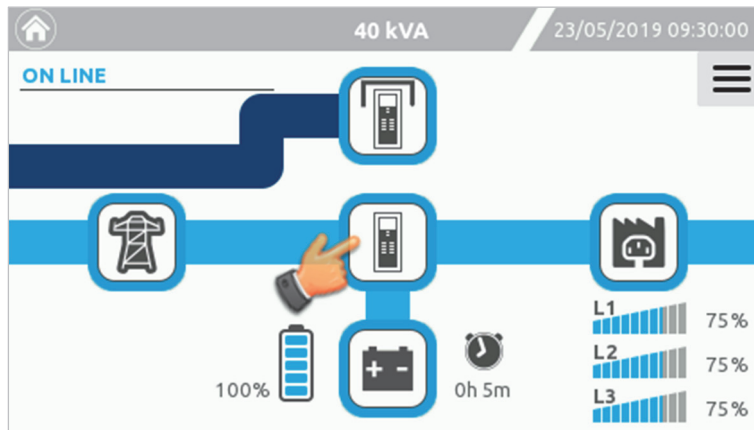 40 kVA
23/05/2019 09:30:00
ON LINE
L1 75%
L2 75%
L3 75%
100%
0h 5m